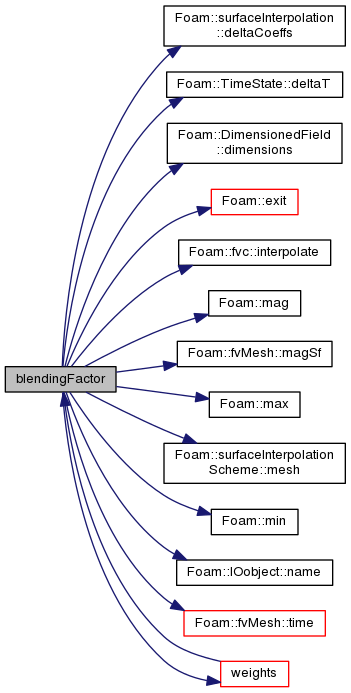 Foam::surfaceInterpolation
::deltaCoeffs
Foam::TimeState::deltaT
Foam::DimensionedField
::dimensions
Foam::exit
Foam::fvc::interpolate
Foam::mag
Foam::fvMesh::magSf
blendingFactor
Foam::max
Foam::surfaceInterpolation
Scheme::mesh
Foam::min
Foam::IOobject::name
Foam::fvMesh::time
weights